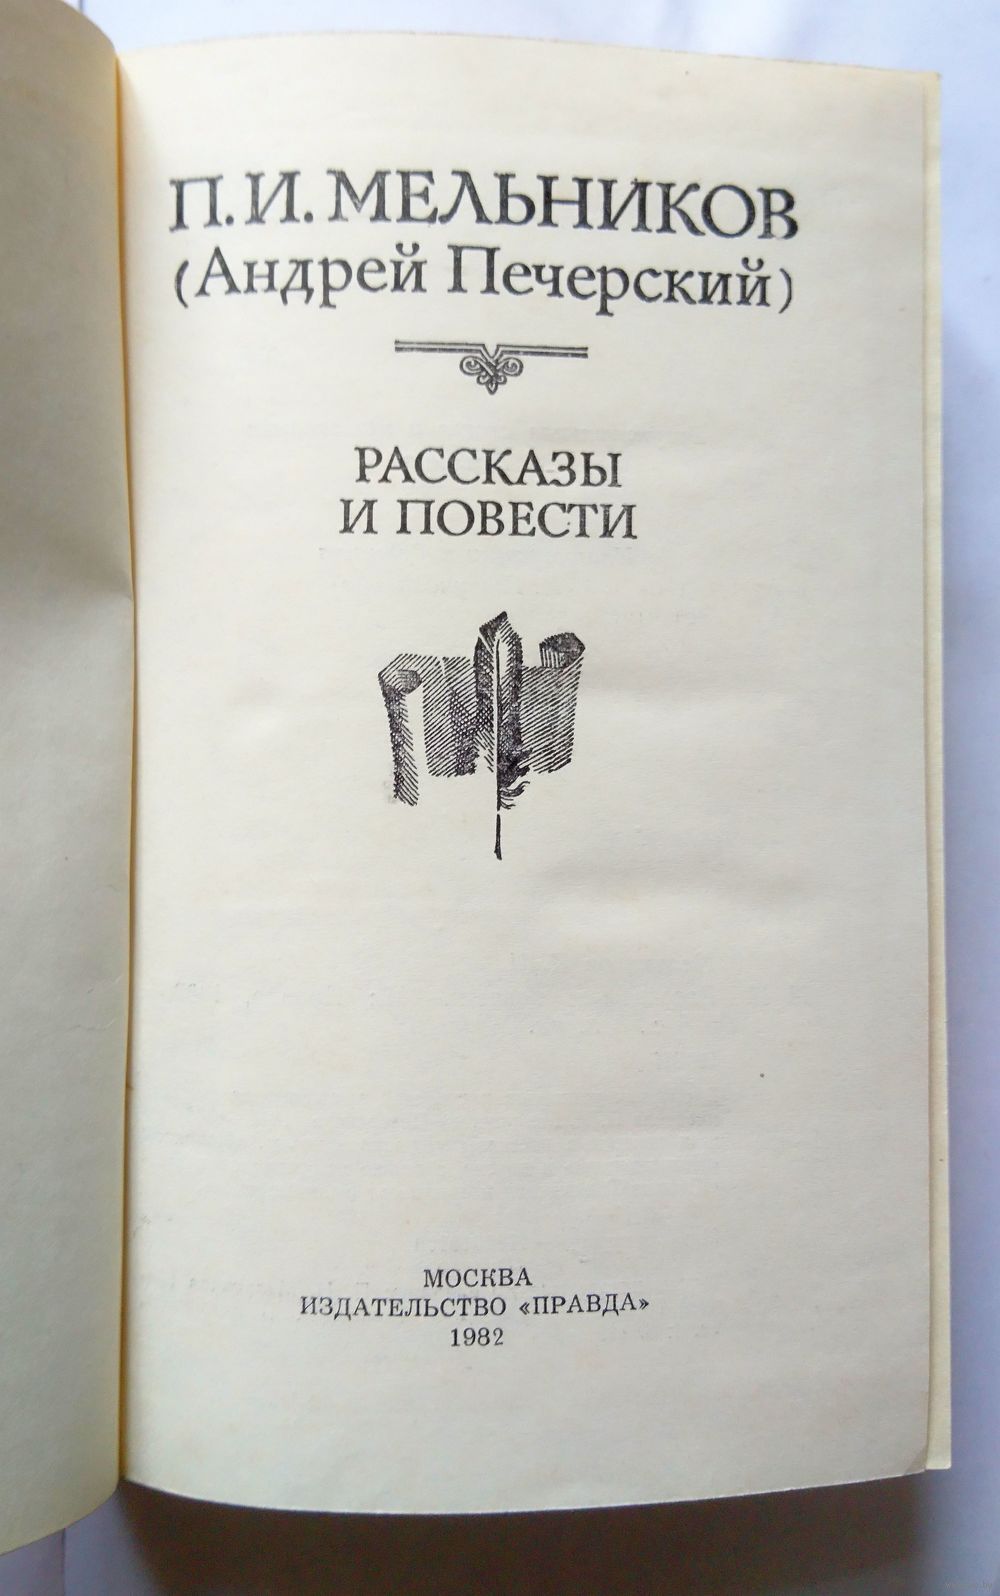 П. И. МЕЛЬНИКОВ
(Андрей Печерский)
РАССКАЗЫ
И ПОВЕСТИ
МОСКВА
ИЗДАТЕЛЬСТВО «ПРАВДА»
1982